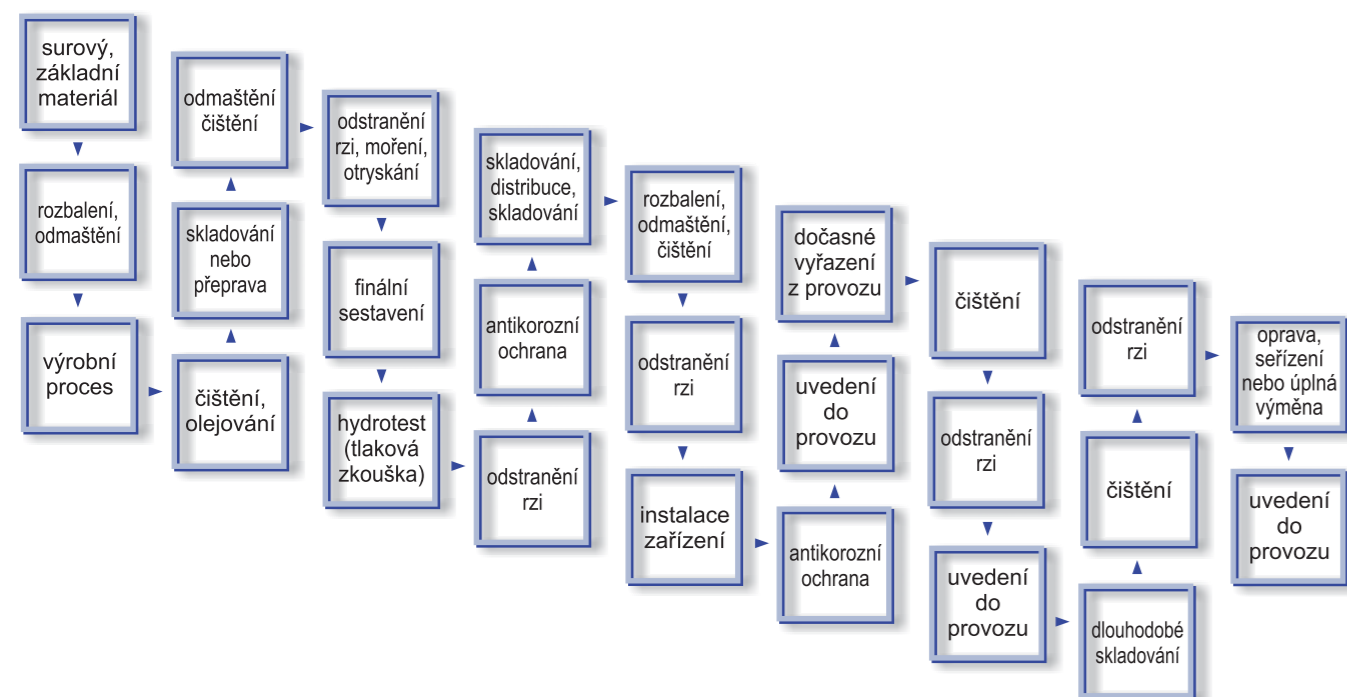 surový,
základní
materiál
rozbalení,
odmaštění
výrobní
proces
čištění,
olejování
skladování
nebo
přeprava
odmaštění
čištění
odstranění
rzi, moření,
otryskání
finální
sestavení
hydrotest
(tlaková
zkouška)
odstranění
rzi
antikorozní
ochrana
skladování,
distribuce,
skladování
rozbalení,
odmaštění,
čištění
odstranění
rzi
instalace
zařízení
antikorozní
ochrana
uvedení
do
provozu
dočasné
vyřazení
z provozu
čištění
odstranění
rzi
uvedení
do
provozu
dlouhodobé
skladování
čištění
odstranění
rzi
oprava,
seřízení
nebo úplná
výměna
uvedení
do
provozu